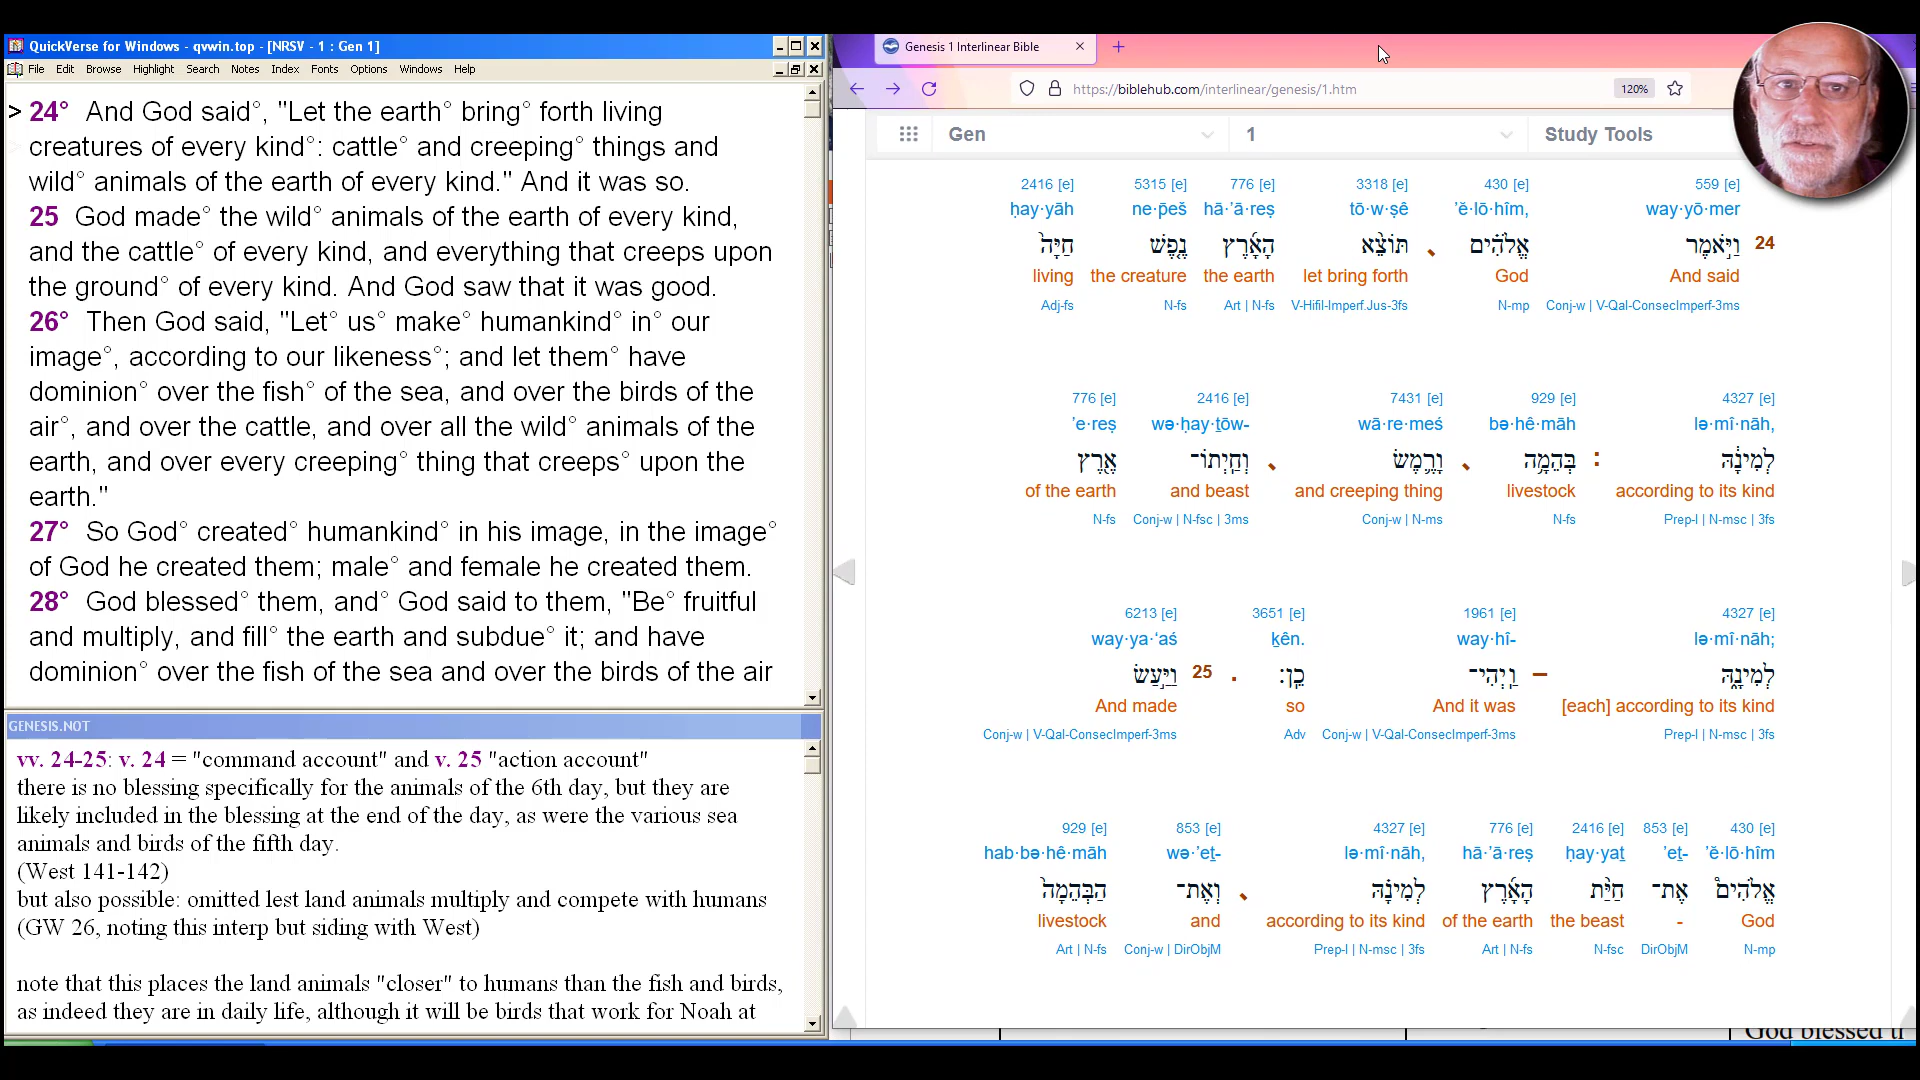 QuickVerse for Windows - qvwin.top - [NRSV - 1 : Gen 1]
File Edit Browse Highlight Search Notes Index Fonts Options Windows Help
> 24° And God said°, "Let the earth° bring° forth living
creatures of every kind°: cattle° and creeping° things and
wild° animals of the earth of every kind." And it was so.
25 God made° the wild° animals of the earth of every kind,
and the cattle° of every kind, and everything that creeps upon
the ground° of every kind. And God saw that it was good.
26° Then God said, "Let° us° make° humankind° in° our
image°, according to our likeness°; and let them° have
dominion° over the fish° of the sea, and over the birds of the
air°, and over the cattle, and over all the wild° animals of the
earth, and over every creeping° thing that creeps° upon the
earth."
27° So God° created° humankind° in his image, in the image°
of God he created them; male° and female he created them.
28° God blessed° them, and° God said to them, "Be° fruitful
and multiply, and fill° the earth and subdue° it; and have
dominion° over the fish of the sea and over the birds of the air
GENESIS.NOT
vv. 24-25: v. 24 = "command account" and v. 25 "action account"
there is no blessing specifically for the animals of the 6th day, but they are
likely included in the blessing at the end of the day, as were the various sea
animals and birds of the fifth day.
(West 141-142)
but also possible: omitted lest land animals multiply and compete with humans
(GW 26, noting this interp but siding with West)
note that this places the land animals "closer" to humans than the fish and birds,
as indeed they are in daily life, although it will be birds that work for Noah at
Genesis 1 Interlinear Bible
https://biblehub.com/interlinear/genesis/1.htm 120%
Gen 1 Study Tools
2416 [e] 5315 [e] 776 [e] 3318 [e] 430 [e] 559 [e]
ḥay·yāh ne·p̄eš hā·’ā·reṣ tō·w·ṣê ’ĕ·lō·hîm, way·yō·mer
24 וַיֹּ֣אמֶר אֱלֹהִ֗ים ، תּוֹצֵ֨א הָאָ֜רֶץ נֶ֤פֶשׁ חַיָּה֙
living the creature the earth let bring forth God And said
Adj-fs N-fs Art | N-fs V-Hifil-Imperf.Jus-3fs N-mp Conj-w | V-Qal-ConsecImperf-3ms
776 [e] 2416 [e] 7431 [e] 929 [e] 4327 [e]
’e·reṣ wə·ḥay·ṯōw- wā·re·meś bə·hê·māh lə·mî·nāh,
לְמִינָ֔הּ : בְּהֵמָ֥ה ، וָרֶ֛מֶשׂ ، וְחַֽיְתוֹ־ אֶ֖רֶץ
of the earth and beast and creeping thing livestock according to its kind
N-fs Conj-w | N-fsc | 3ms Conj-w | N-ms N-fs Prep-l | N-msc | 3fs
6213 [e] 3651 [e] 1961 [e] 4327 [e]
way·ya·‘aś ḵên. way·hî- lə·mî·nāh;
לְמִינָ֑הּ – וַֽיְהִי־ כֵֽן׃ . 25 וַיַּ֣עַשׂ
And made so And it was [each] according to its kind
Conj-w | V-Qal-ConsecImperf-3ms Adv Conj-w | V-Qal-ConsecImperf-3ms Prep-l | N-msc | 3fs
929 [e] 853 [e] 4327 [e] 776 [e] 2416 [e] 853 [e] 430 [e]
hab·bə·hê·māh wə·’eṯ- lə·mî·nāh, hā·’ā·reṣ ḥay·yaṯ ’eṯ- ’ĕ·lō·hîm
אֱלֹהִים֩ אֶת־ חַיַּ֨ת הָאָ֜רֶץ לְמִינָ֗הּ ، וְאֶת־ הַבְּהֵמָה֙
livestock and according to its kind of the earth the beast - God
Art | N-fs Conj-w | DirObjM Prep-l | N-msc | 3fs Art | N-fs N-fsc DirObjM N-mp
God blessed